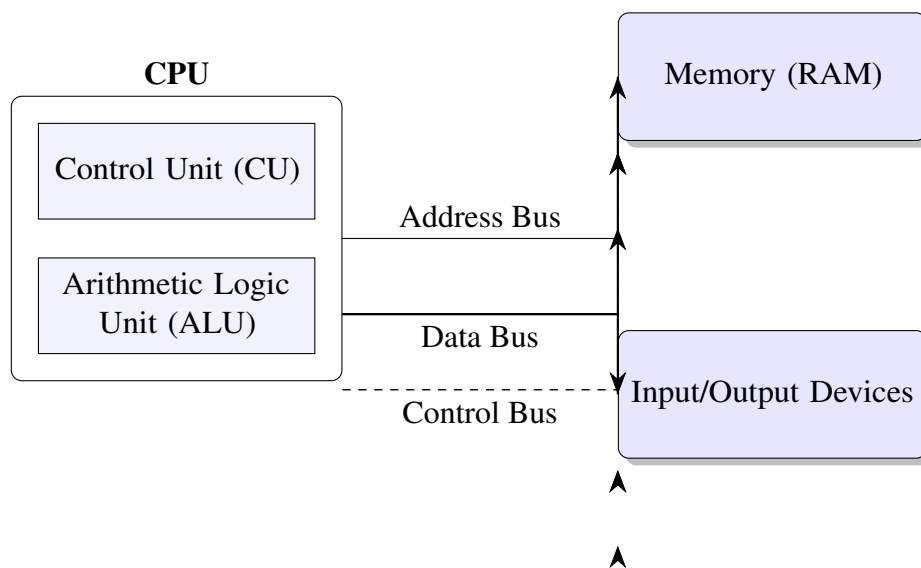 CPU
Memory (RAM)
Control Unit (CU)
Address Bus
Arithmetic Logic
Unit (ALU)
Data Bus
Input/Output Devices
Control Bus